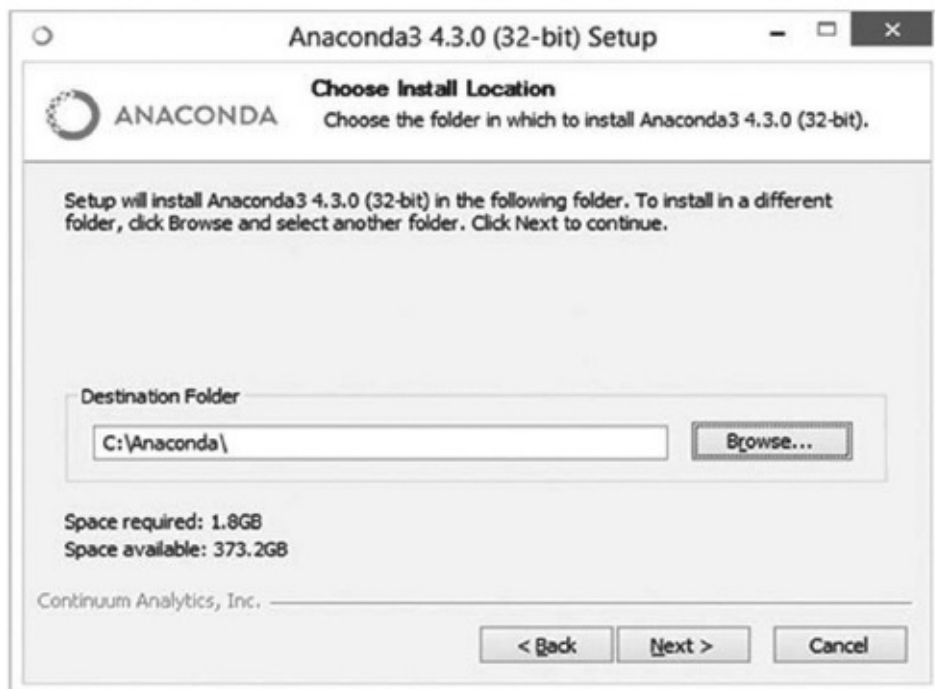 Anaconda3 4.3.0 (32-bit) Setup
ANACONDA
Choose Install Location
Choose the folder in which to install Anaconda3 4.3.0 (32-bit).
Setup will install Anaconda3 4.3.0 (32-bit) in the following folder. To install in a different
folder, click Browse and select another folder. Click Next to continue.
Destination Folder
C:\Anaconda\
Browse...
Space required: 1.8GB
Space available: 373.2GB
Continuum Analytics, Inc.
< Back
Next >
Cancel